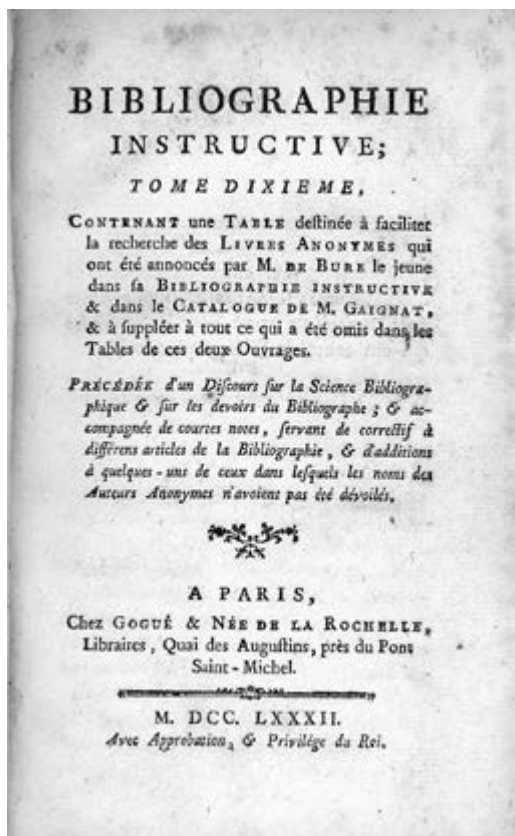 BIBLIOGRAPHIE
INSTRUCTIVE;
TOME DIXIEME,
CONTENANT une TABLE deſtinée à faciliter
la recherche des LIVRES ANONYMES qui
ont été annoncés par M. DE BURE le jeune
dans ſa BIBLIOGRAPHIE INSTRUCTIVE
& dans le CATALOGUE DE M. GAIGNAT,
& à ſuppléer à tout ce qui a été omis dans les
Tables de ces deux Ouvrages.
PRÉCÉDÉE d'un Diſcours ſur la Science Bibliogra-
phique & ſur les devoirs du Bibliographe ; & ac-
compagnée de courtes notes, ſervant de correctif à
différens articles de la Bibliographie, & d'additions
à quelques-uns de ceux dans leſquels les noms des
Auteurs Anonymes n'avoient pas été dévoilés.
A PARIS,
Chez GOGUÉ & NÉE DE LA ROCHELLE,
Libraires, Quai des Auguſtins, près du Pont
Saint-Michel.
M. DCC. LXXXII.
Avec Approbation, & Privilége du Roi.